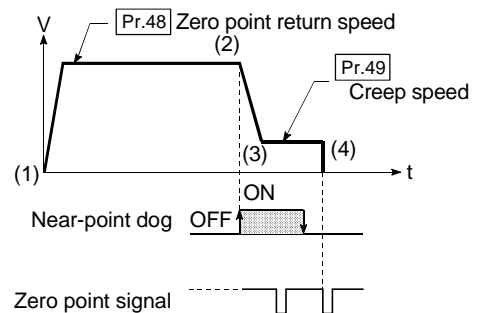 V
Pr.48 Zero point return speed
(2)
Pr.49
Creep speed
(1)
(3)
(4)
t
ON
Near-point dog OFF
Zero point signal